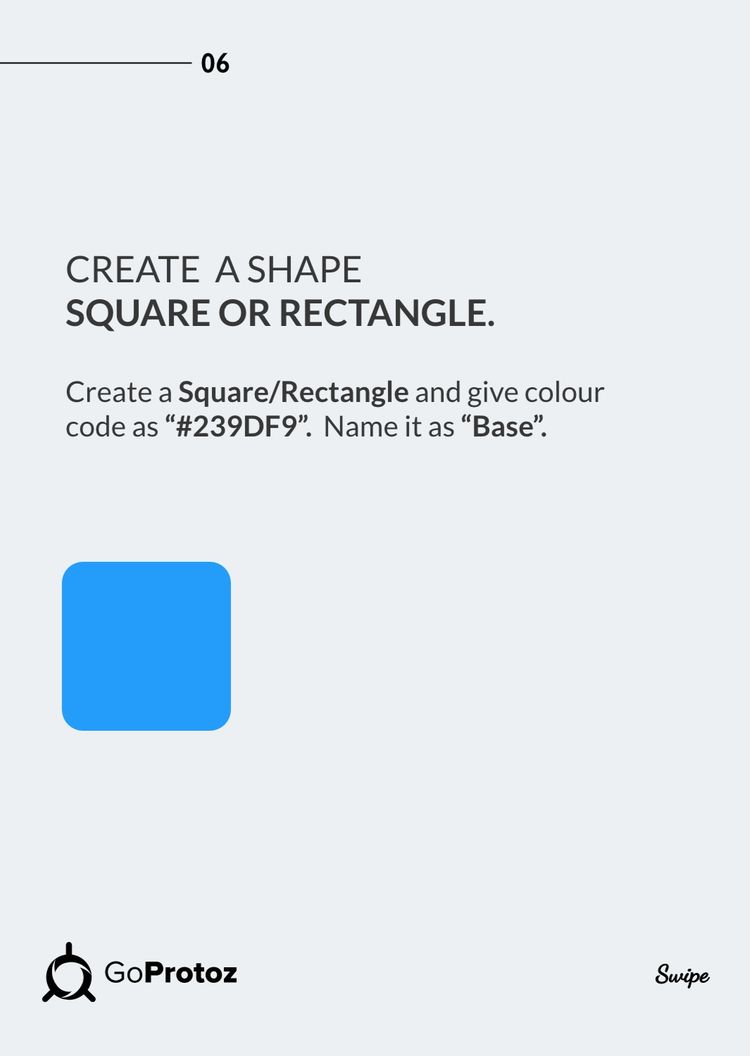 06
CREATE  A SHAPE
SQUARE OR RECTANGLE.
Create a Square/Rectangle and give colour
code as “#239DF9”.  Name it as “Base”.
GoProtoz
Swipe